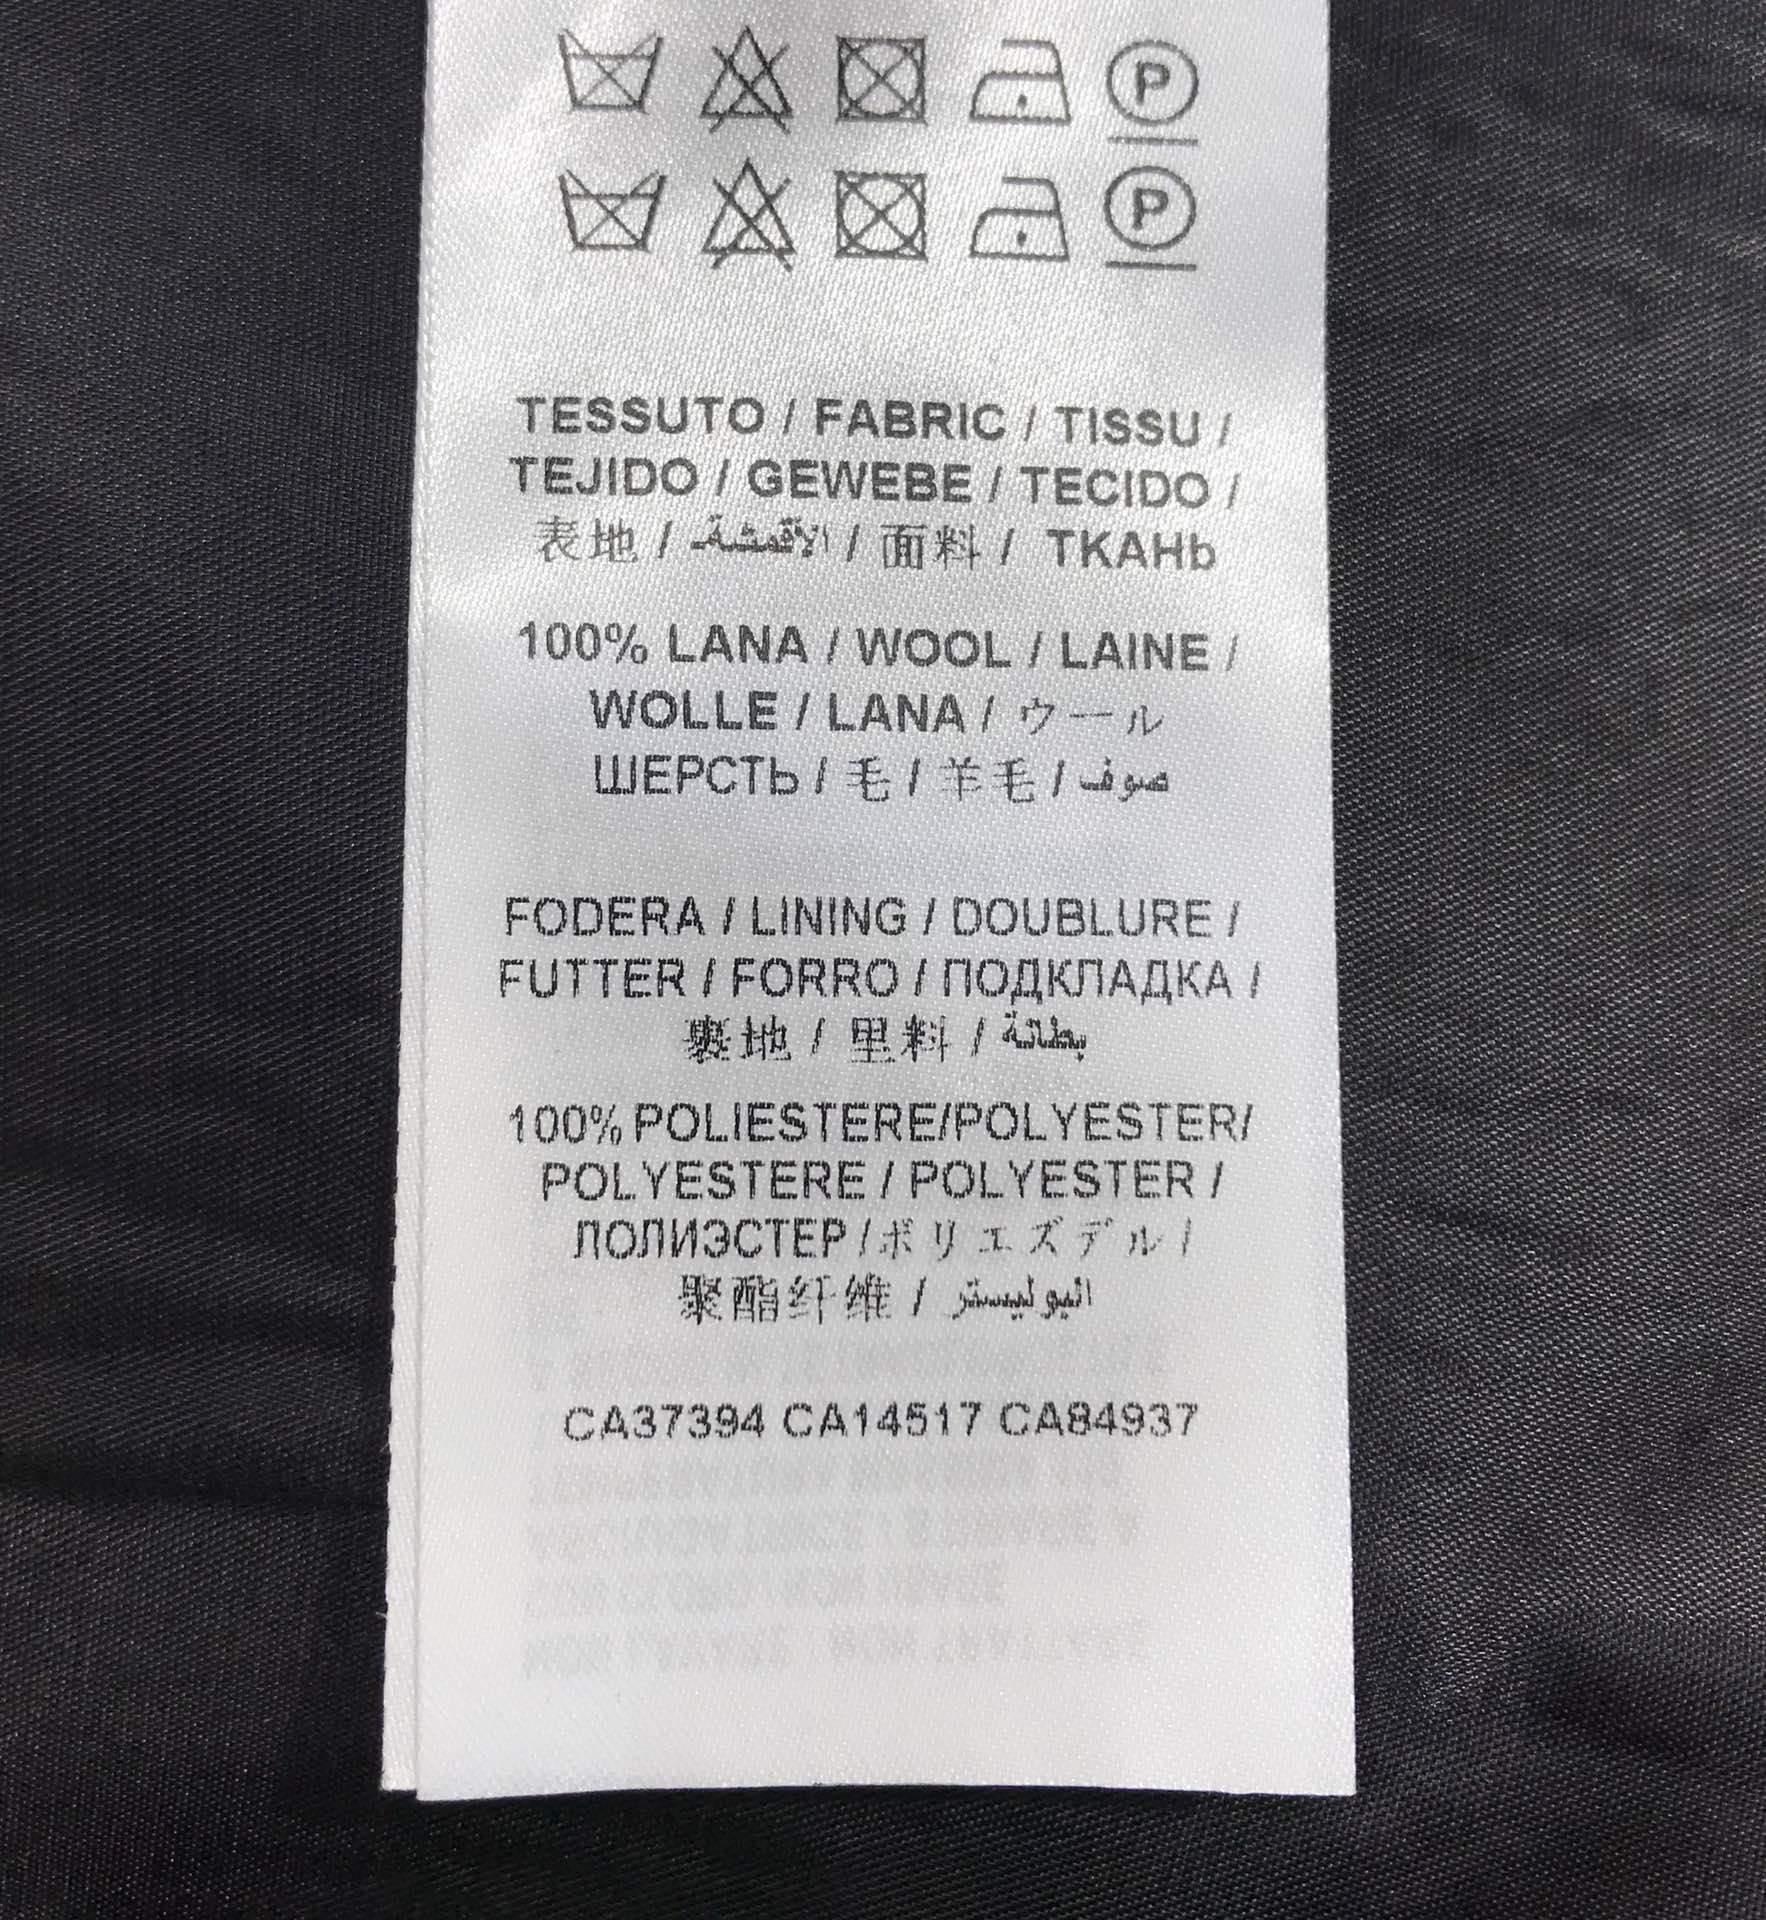 P
P
TESSUTO / FABRIC / TISSU /
TEJIDO / GEWEBE / TECIDO /
表地 / الأقمشة / 面料 / ТКАНЬ
100% LANA / WOOL / LAINE /
WOLLE / LANA / ウール
ШЕРСТЬ / 毛 / 羊毛 / صوف
FODERA / LINING / DOUBLURE /
FUTTER / FORRO / ПОДКЛАДКА /
裏地 / 里料 / بطانة
100% POLIESTERE/POLYESTER/
POLYESTERE / POLYESTER /
ПОЛИЭСТЕР / ポリエズデル /
聚酯纤维 / البوليستر
CA37394 CA14517 CA84937